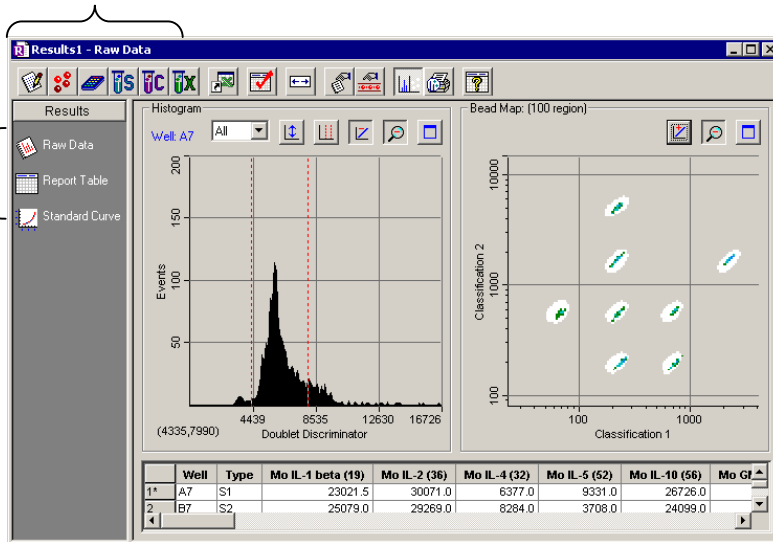 Results1 - Raw Data
S C X
Results
Raw Data
Report Table
Standard Curve
Histogram
Well: A7 All
200
150
100
50
Events
4439 8535 12630 16726
(4335,7990) Doublet Discriminator
Bead Map: (100 region)
10000
1000
100
Classification 2
100 1000
Classification 1
Well Type Mo IL-1 beta (19) Mo IL-2 (36) Mo IL-4 (32) Mo IL-5 (52) Mo IL-10 (56) Mo GM
1* A7 S1 23021.5 30071.0 6377.0 9331.0 26726.0
2 B7 S2 25079.0 29269.0 8284.0 3708.0 24099.0